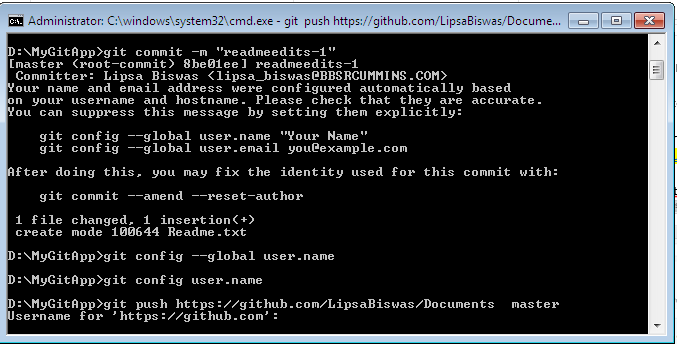 Administrator: C:\windows\system32\cmd.exe - git push https://github.com/LipsaBiswas/Docume...
D:\MyGitApp>git commit -m "readmeedits-1"
[master (root-commit) 8be01ee] readmeedits-1
Committer: Lipsa Biswas <lipsa_biswas@BBSRCUMMINS.COM>
Your name and email address were configured automatically based
on your username and hostname. Please check that they are accurate.
You can suppress this message by setting them explicitly:
git config --global user.name "Your Name"
git config --global user.email you@example.com
After doing this, you may fix the identity used for this commit with:
git commit --amend --reset-author
1 file changed, 1 insertion(+)
create mode 100644 Readme.txt
D:\MyGitApp>git config --global user.name
D:\MyGitApp>git config user.name
D:\MyGitApp>git push https://github.com/LipsaBiswas/Documents  master
Username for 'https://github.com':